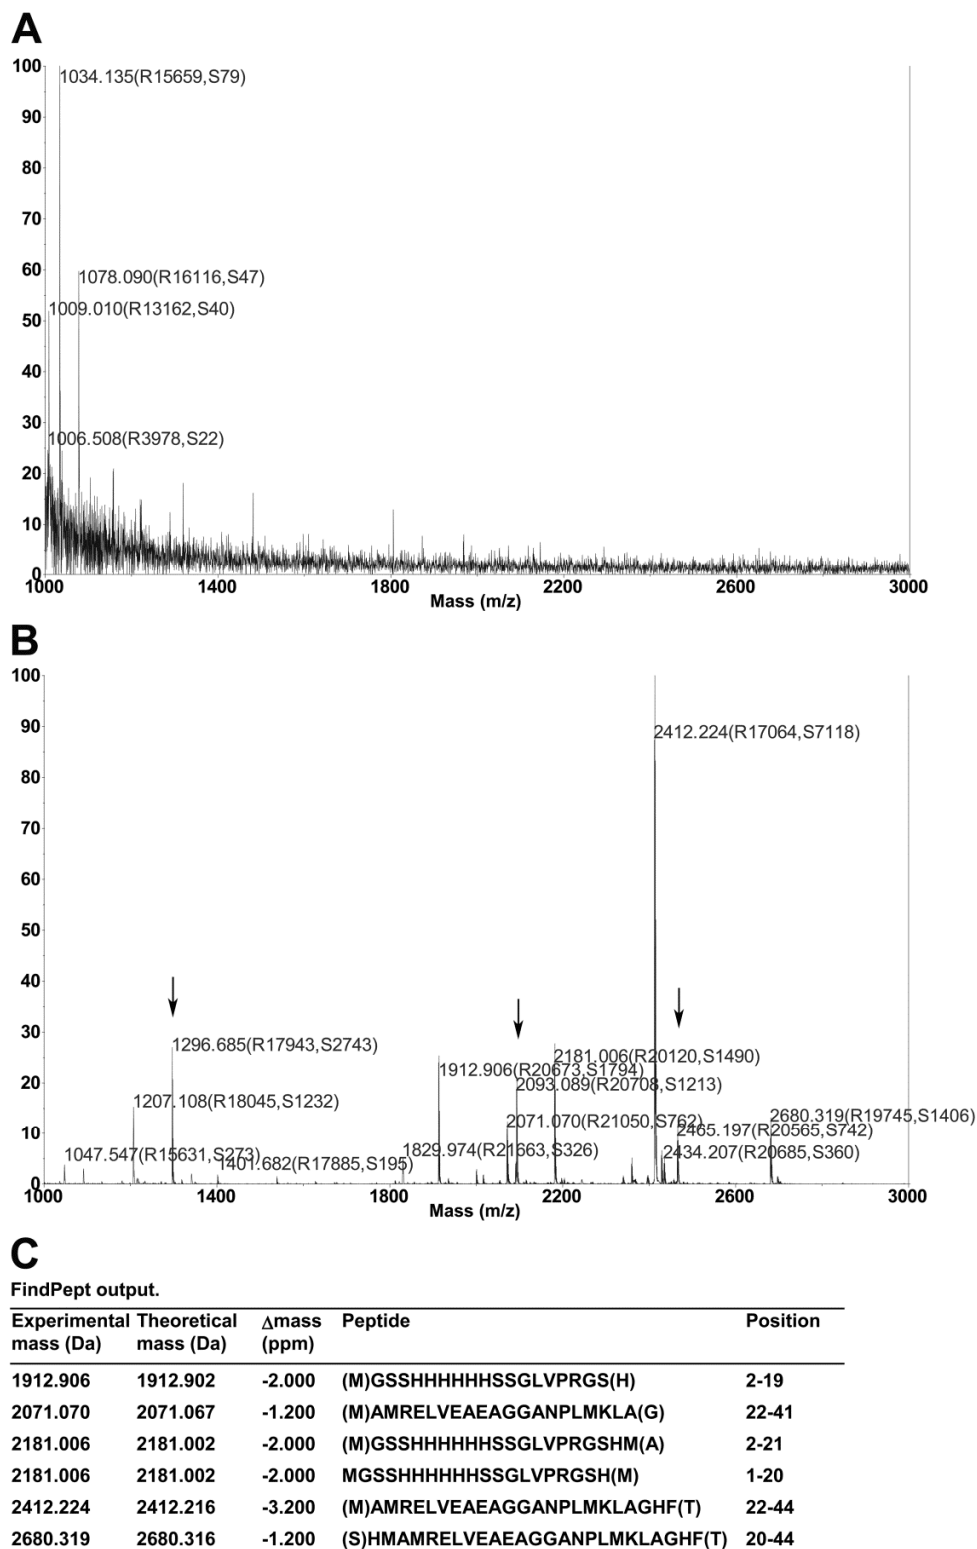 A
100
1034.135(R15659,S79)
90
80
70
60
1078.090(R16116,S47)
1009.010(R13162,S40)
50
40
30
1006.508(R3978,S22)
20
10
0
1000 1400 1800 2200 2600 3000
Mass (m/z)
B
100
90
2412.224(R17064,S7118)
80
70
60
50
40
30
1296.685(R17943,S2743)
2181.006(R20120,S1490)
1912.906(R20673,S1794)
20
2093.089(R20708,S1213)
1207.108(R18045,S1232)
2680.319(R19745,S1406)
2071.070(R21050,S762)
2465.197(R20565,S742)
10
1829.974(R21663,S326)
2434.207(R20685,S360)
1047.547(R15631,S273)
1401.682(R17885,S195)
0
1000 1400 1800 2200 2600 3000
Mass (m/z)
C
FindPept output.
Experimental mass (Da) Theoretical mass (Da) Δmass (ppm) Peptide Position
1912.906 1912.902 -2.000 (M)GSSHHHHHHSSGLVPRGS(H) 2-19
2071.070 2071.067 -1.200 (M)AMRELVEAEAGGANPLMKLA(G) 22-41
2181.006 2181.002 -2.000 (M)GSSHHHHHHSSGLVPRGSHM(A) 2-21
2181.006 2181.002 -2.000 MGSSHHHHHHSSGLVPRGSH(M) 1-20
2412.224 2412.216 -3.200 (M)AMRELVEAEAGGANPLMKLAGHF(T) 22-44
2680.319 2680.316 -1.200 (S)HMAMRELVEAEAGGANPLMKLAGHF(T) 20-44